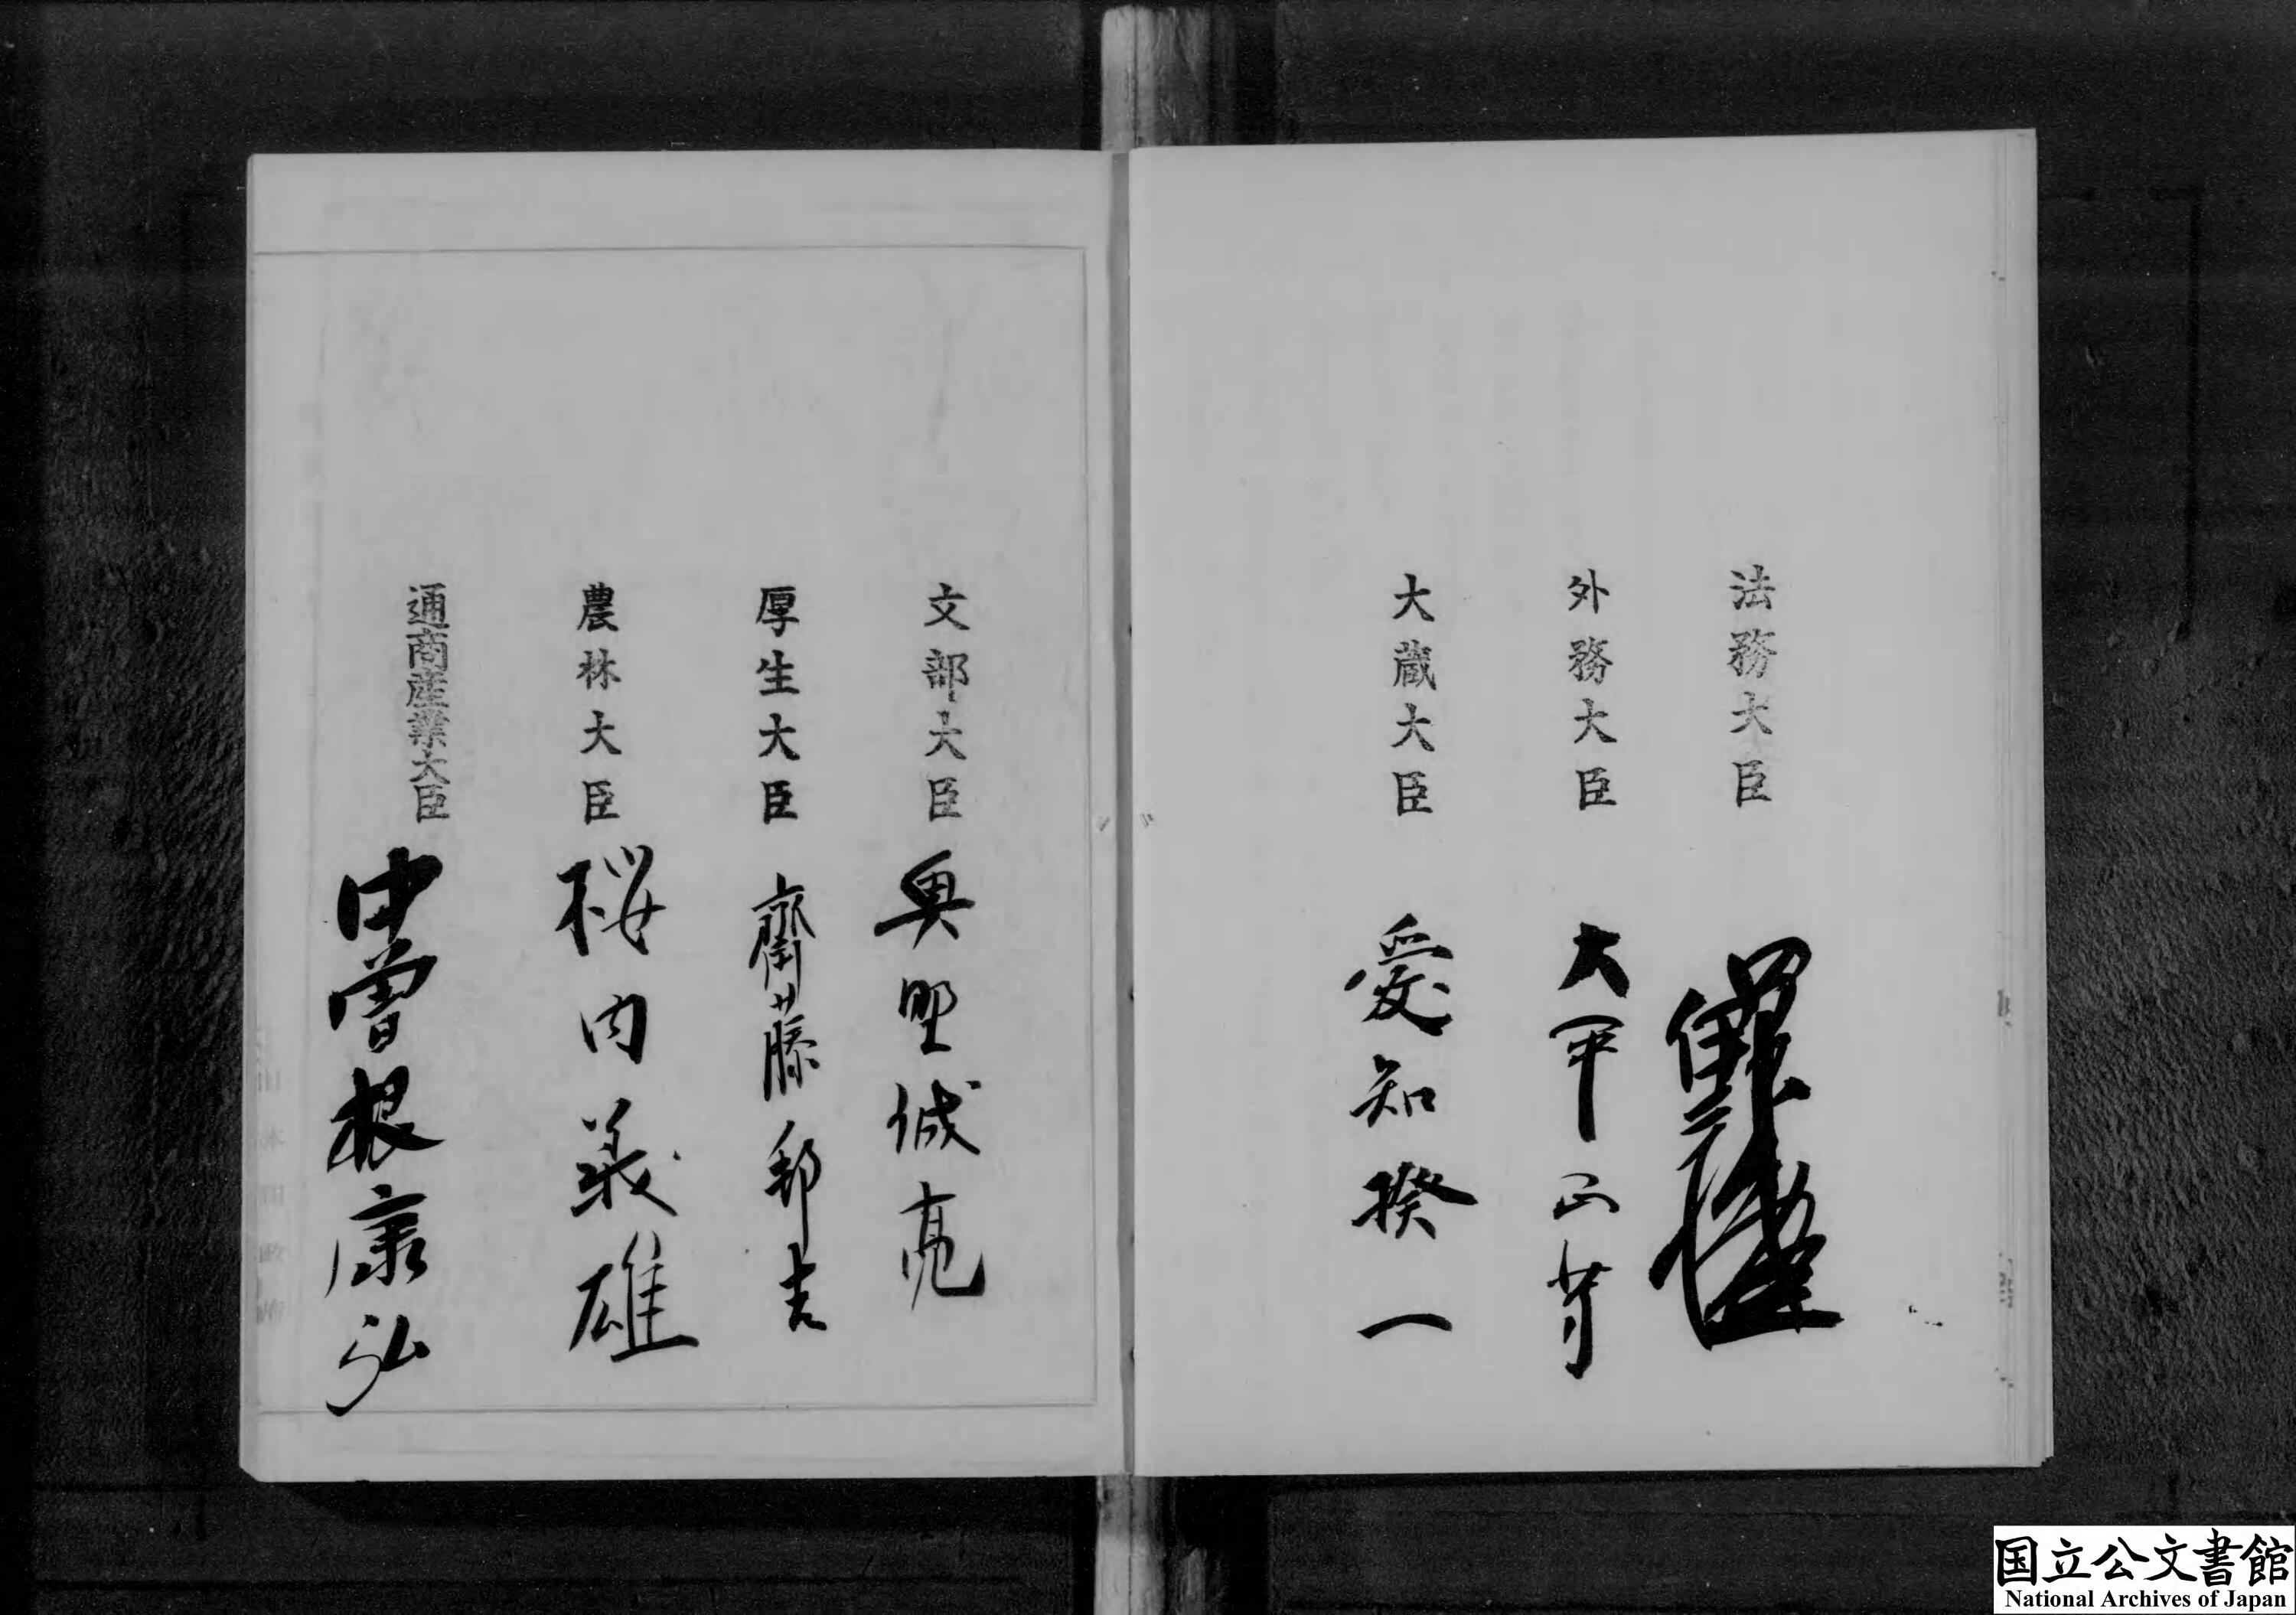 法務大臣
外務大臣 大平正芳
大蔵大臣 愛知揆一
文部大臣 奥野誠亮
厚生大臣 齋藤邦吉
農林大臣 桜内義雄
通商産業大臣 中曽根康弘
国立公文書館
National Archives of Japan